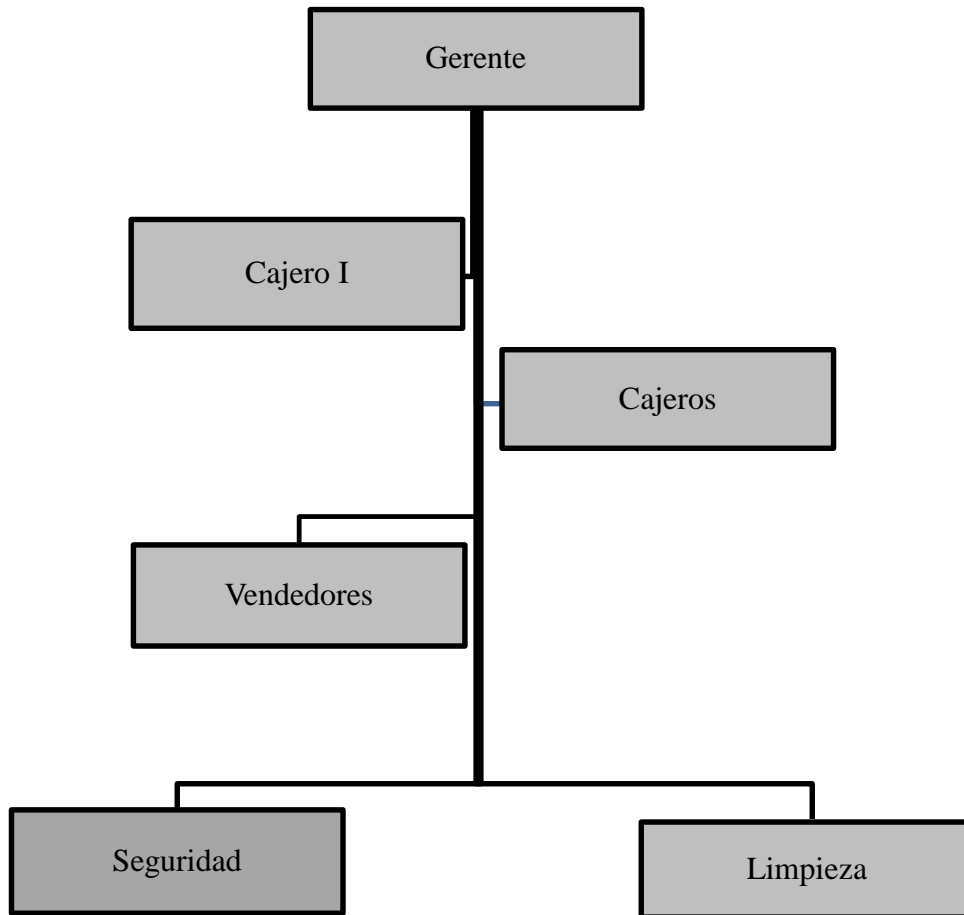 Gerente
Cajero I
Cajeros
Vendedores
Seguridad
Limpieza